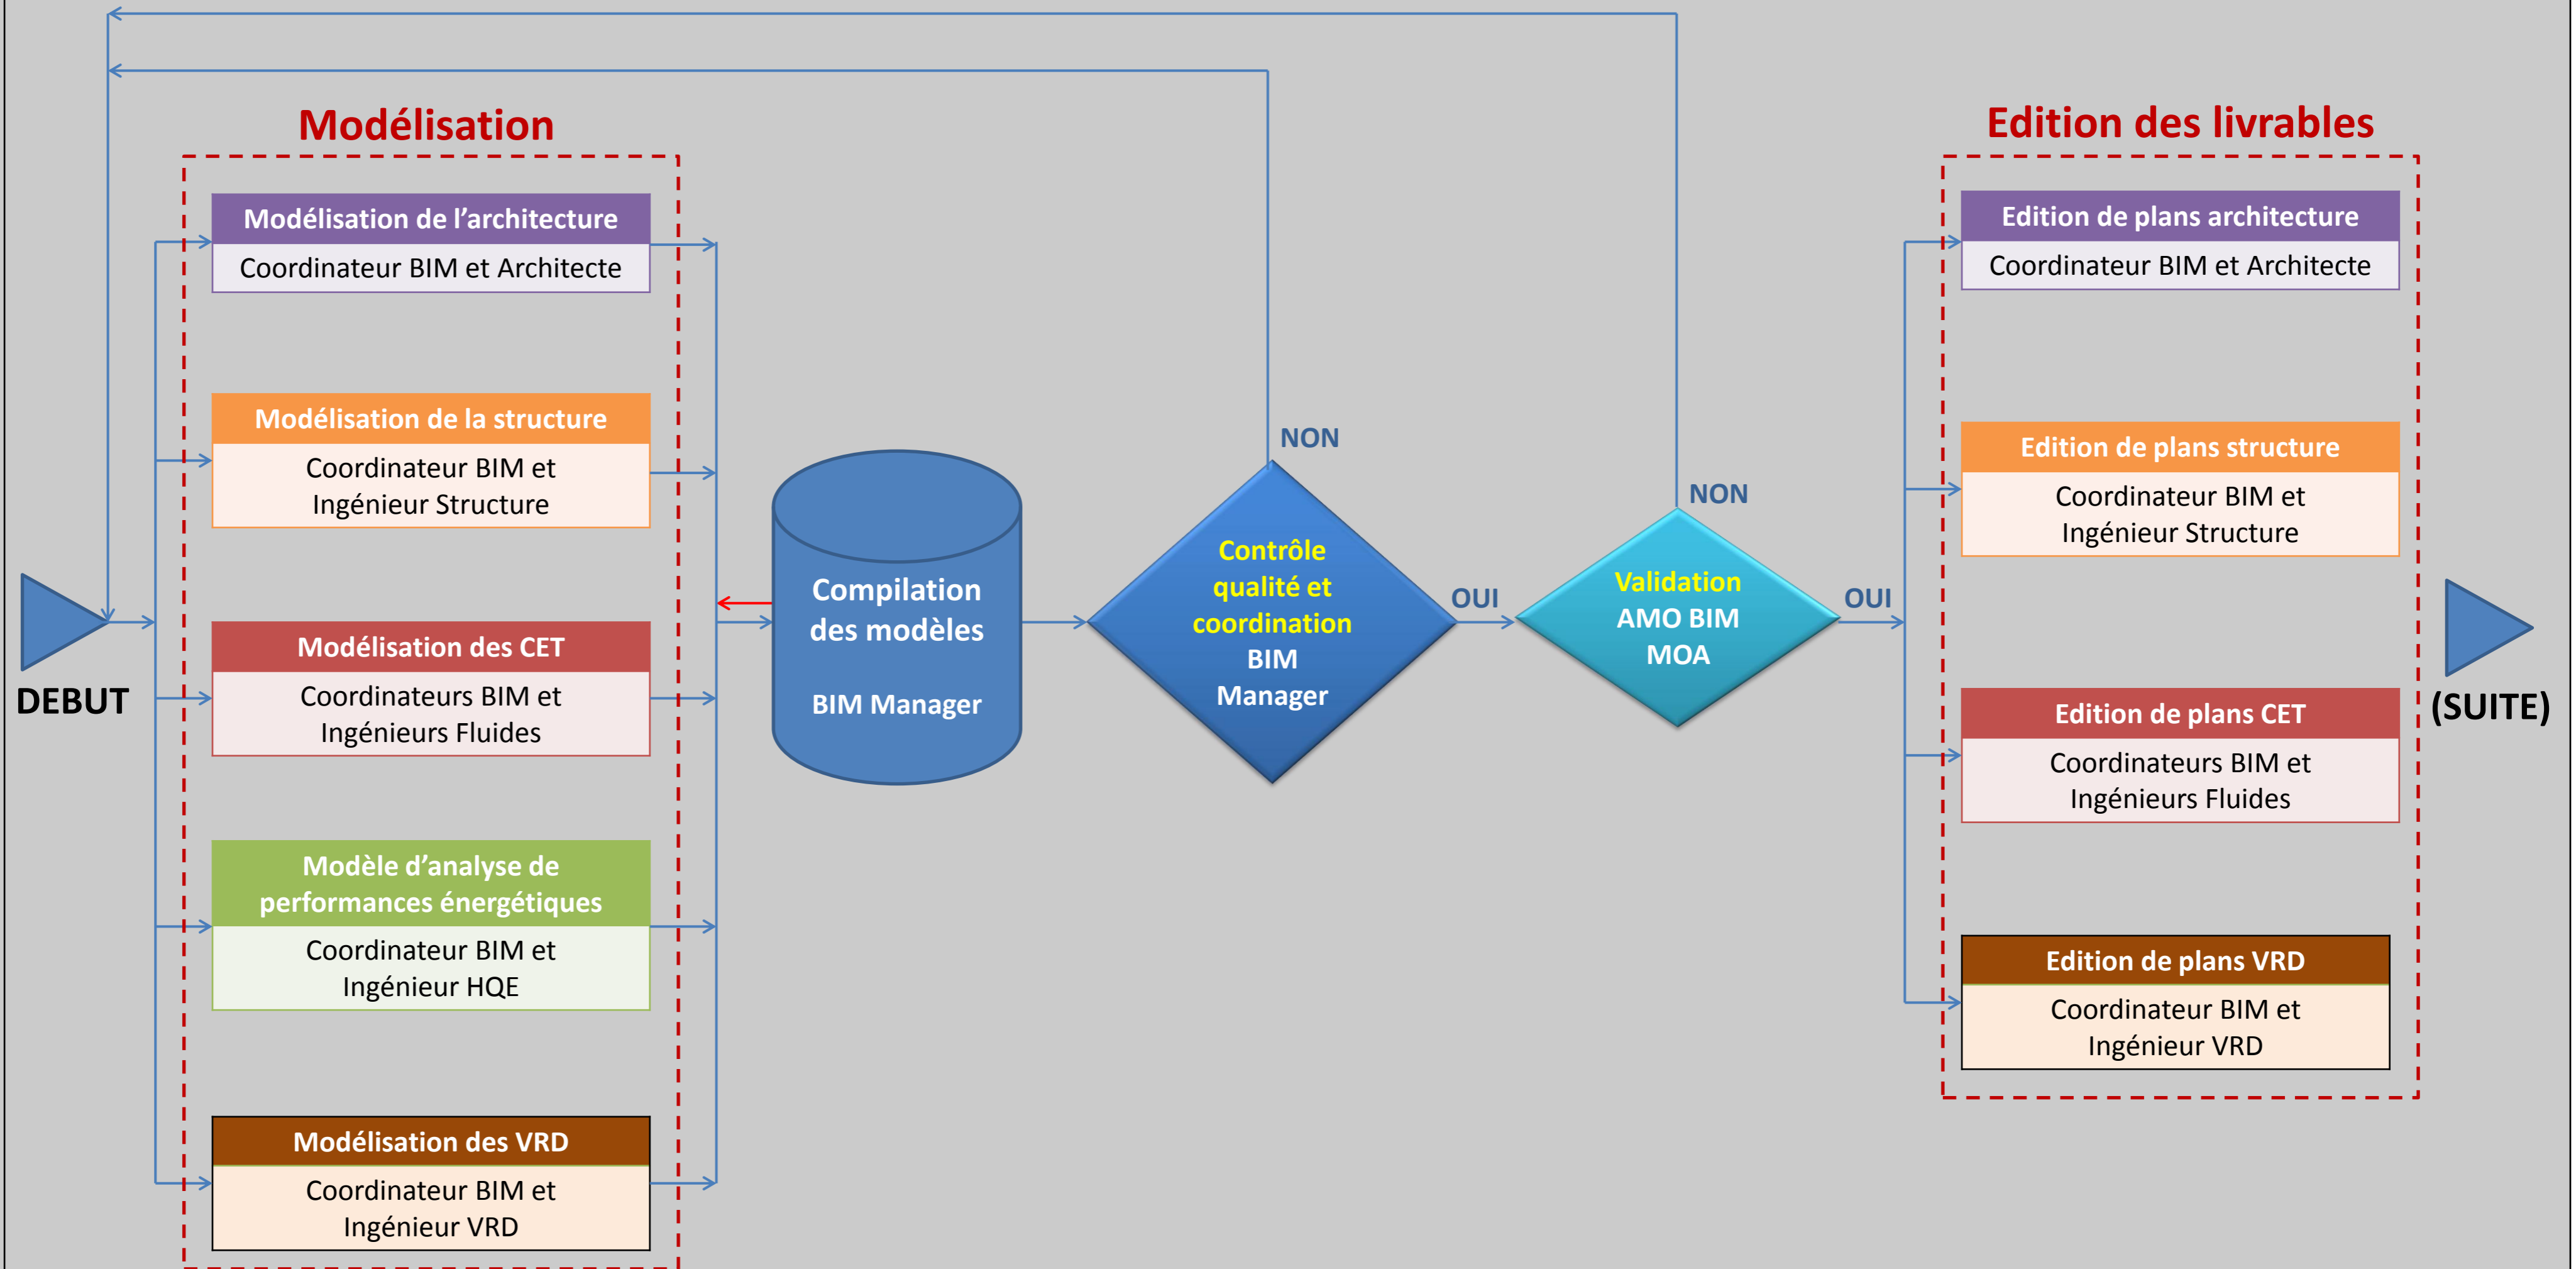 Modélisation
Modélisation de l’architecture
Coordinateur BIM et Architecte
Modélisation de la structure
Coordinateur BIM et
Ingénieur Structure
Modélisation des CET
Coordinateurs BIM et
Ingénieurs Fluides
Modèle d’analyse de
performances énergétiques
Coordinateur BIM et
Ingénieur HQE
Modélisation des VRD
Coordinateur BIM et
Ingénieur VRD
DEBUT
Compilation
des modèles
BIM Manager
NON
Contrôle
qualité et
coordination
BIM
Manager
OUI
NON
Validation
AMO BIM
MOA
OUI
Edition des livrables
Edition de plans architecture
Coordinateur BIM et Architecte
Edition de plans structure
Coordinateur BIM et
Ingénieur Structure
Edition de plans CET
Coordinateurs BIM et
Ingénieurs Fluides
Edition de plans VRD
Coordinateur BIM et
Ingénieur VRD
(SUITE)